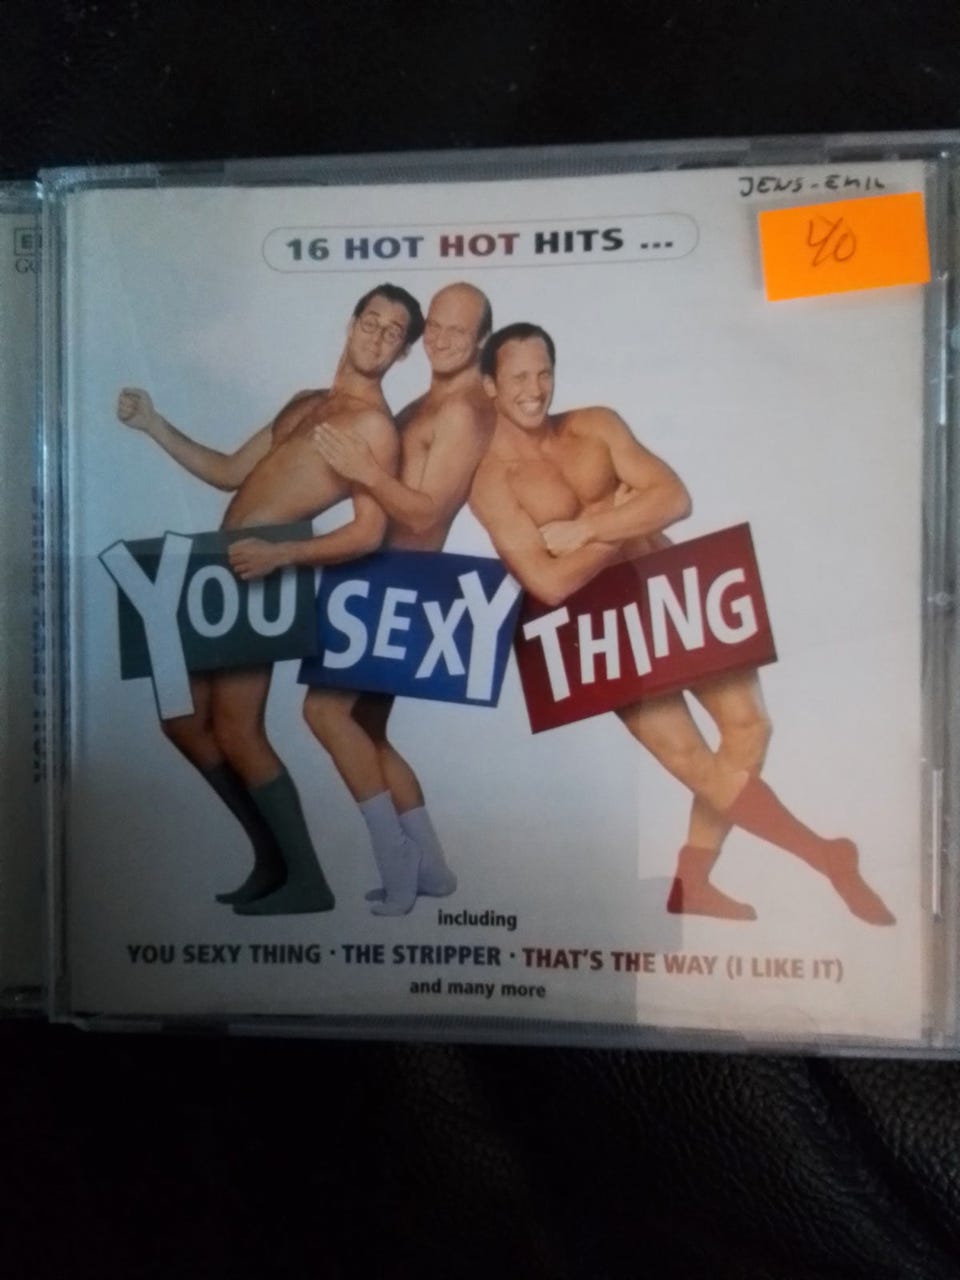 JENS-EMIL
40
16 HOT HOT HITS ...
YOU SEXY THING
including
YOU SEXY THING · THE STRIPPER · THAT'S THE WAY (I LIKE IT)
and many more